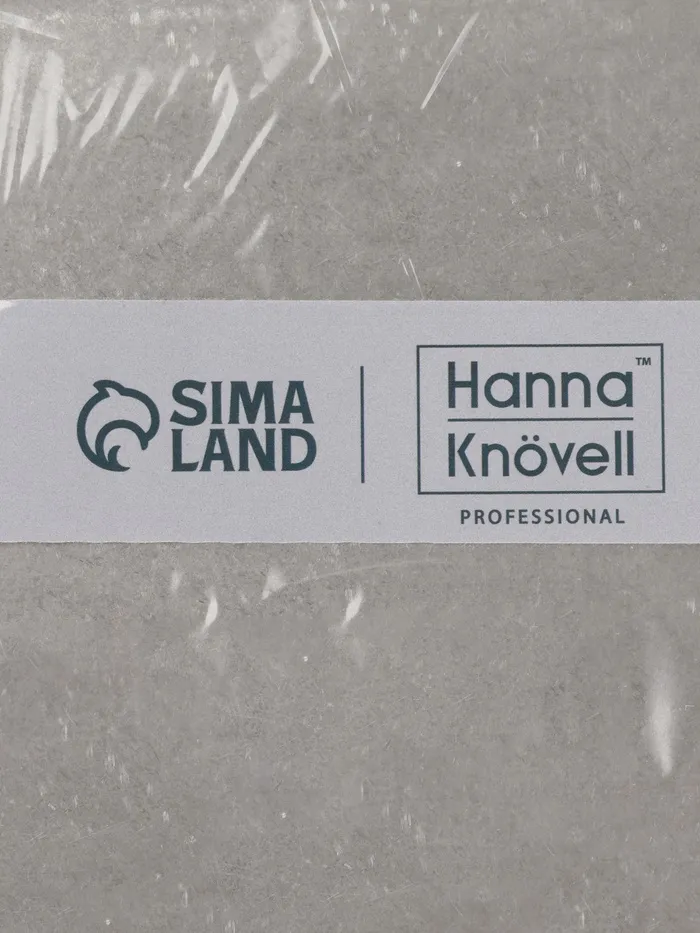 SIMA
LAND
Hanna™
Knövell
PROFESSIONAL